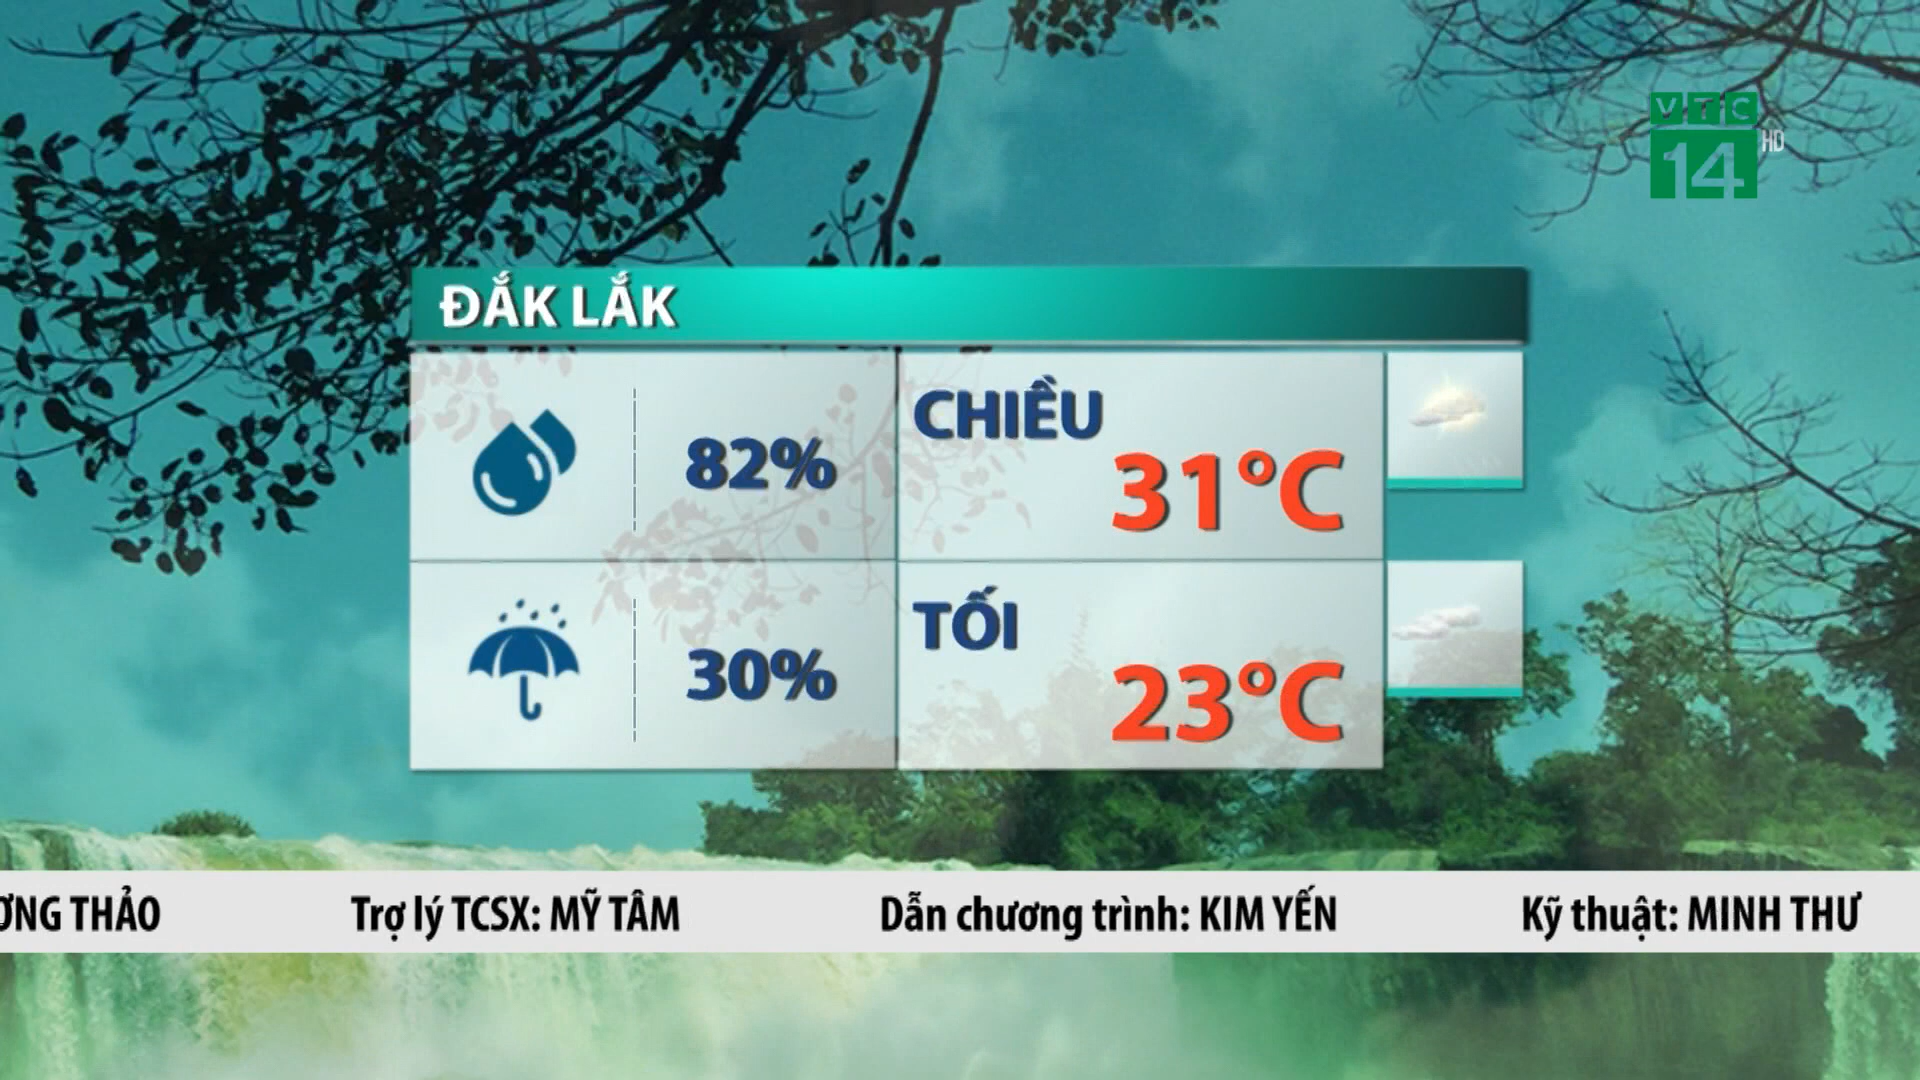 VTC
14 HD
ĐẮK LẮK
82%
CHIỀU
31°C
30%
TỐI
23°C
THẢO
Trợ lý TCSX: MỸ TÂM
Dẫn chương trình: KIM YẾN
Kỹ thuật: MINH THƯ